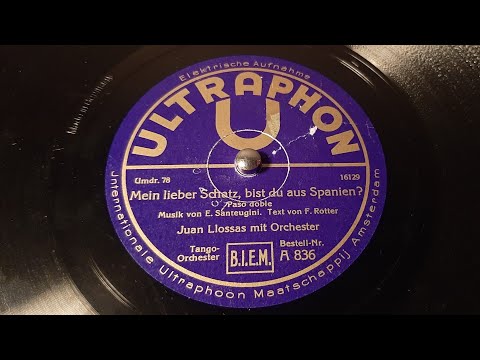 Elektrische Aufnahme
ULTRAPHON
U
Umdr. 78
16129
Mein lieber Schatz, bist du aus Spanien?
Paso doble
Musik von E. Santeugini. Text von F. Rotter
Juan Llossas mit Orchester
Tango-
Orchester
B.I.E.M.
Bestell-Nr.
A 836
Internationale Ultraphoon Maatschappij Amsterdam